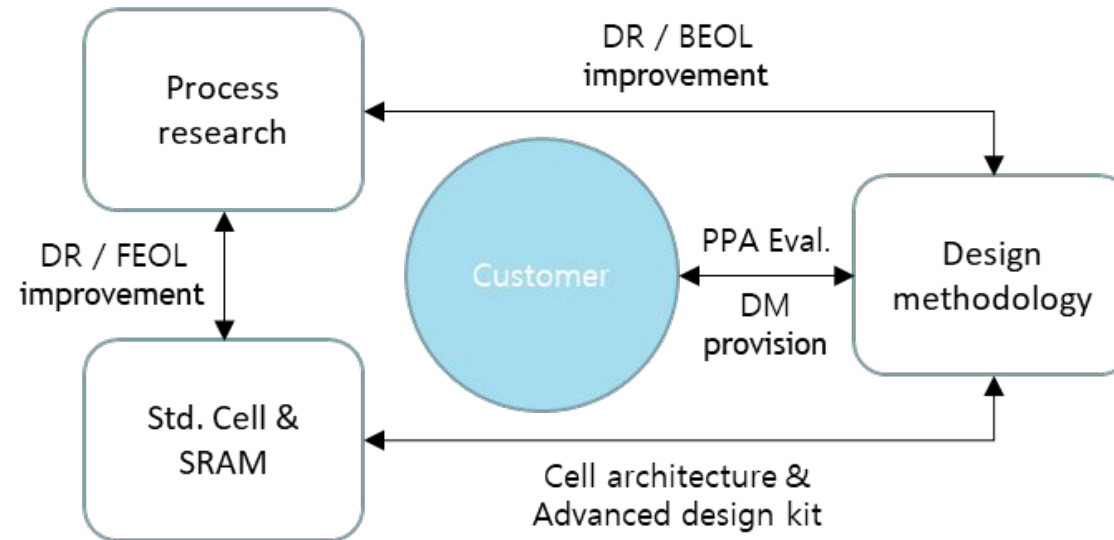 DR / BEOL
improvement
Process
research
DR / FEOL
improvement
Customer
PPA Eval.
DM
provision
Design
methodology
Std. Cell &
SRAM
Cell architecture &
Advanced design kit